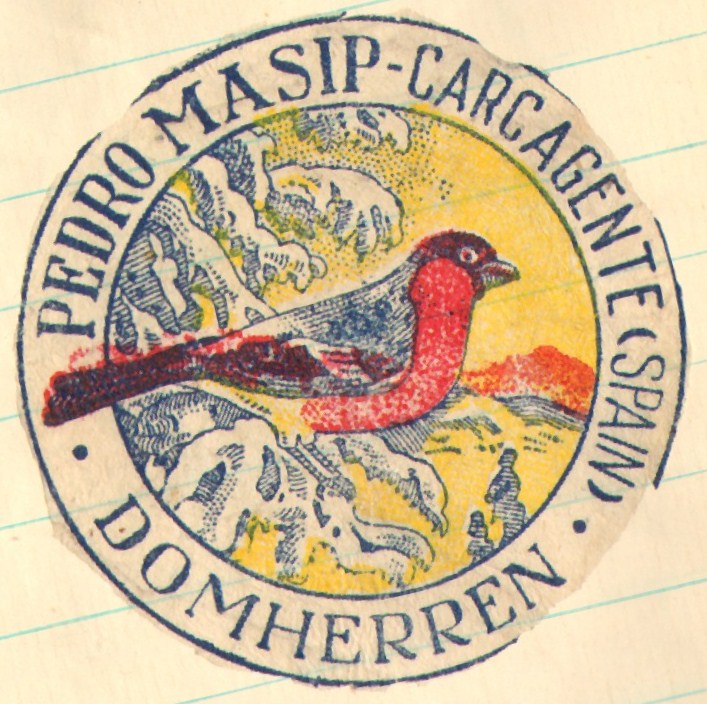 PEDRO MASIP-CARCAGENTE (SPAIN)
DOMHERREN